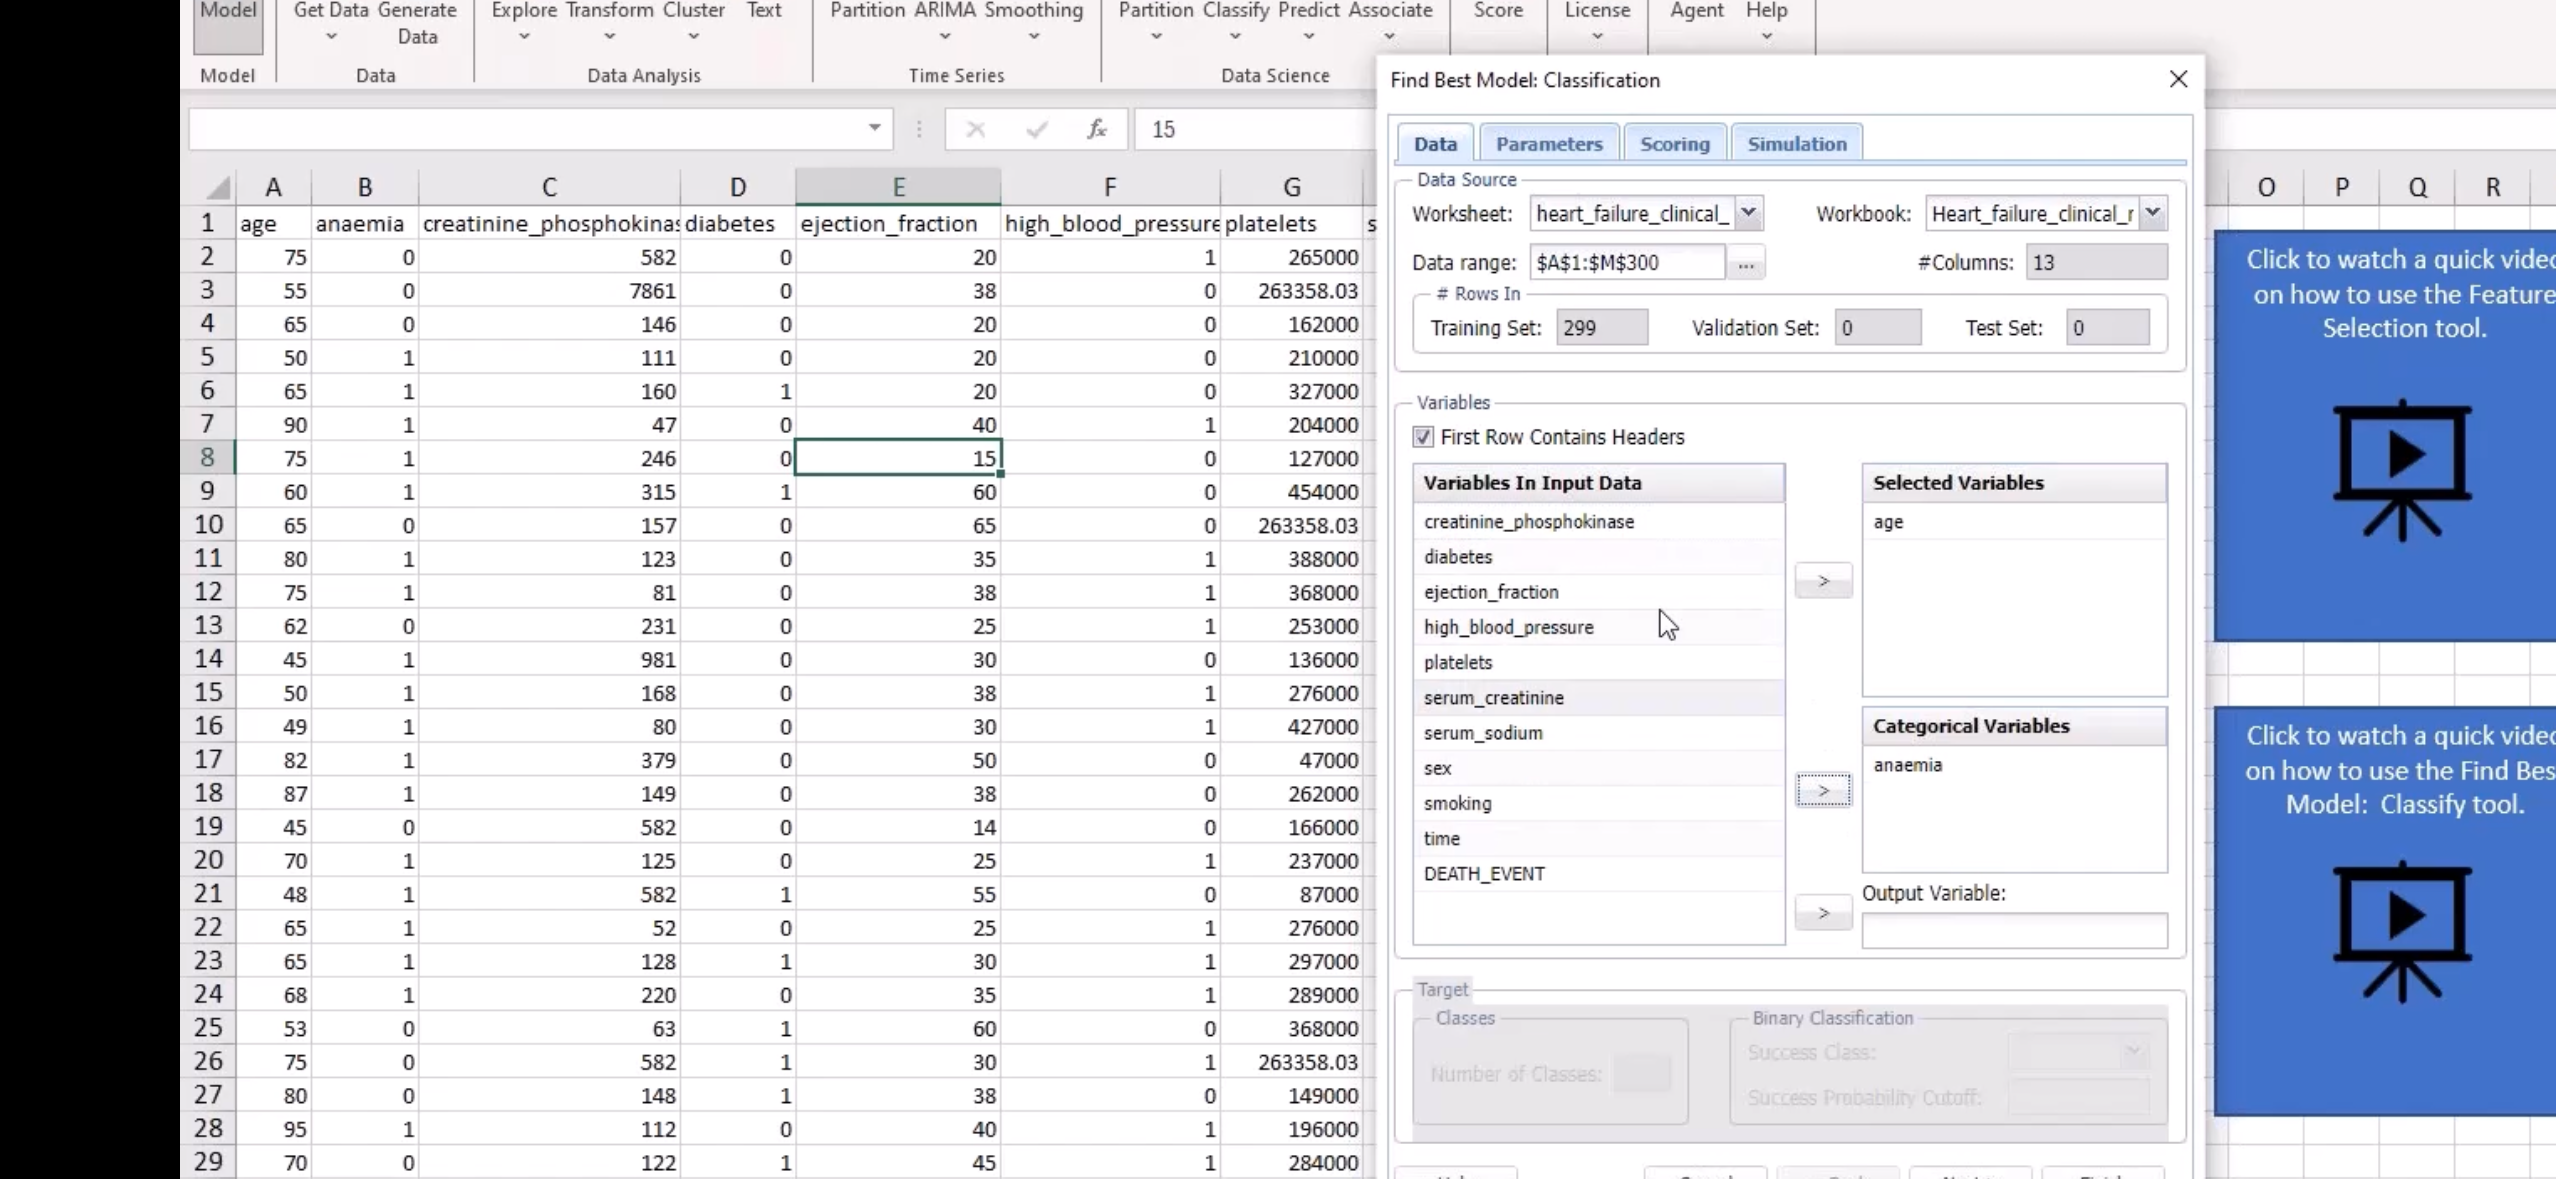 Model Get Data Generate Data Explore Transform Cluster Text Partition ARIMA Smoothing Partition Classify Predict Associate Score License Agent Help
Model Data Data Analysis Time Series Data Science
fx 15
A B C D E F G O P Q R
1 age anaemia creatinine_phosphokinas diabetes ejection_fraction high_blood_pressure platelets s
2 75 0 582 0 20 1 265000
3 55 0 7861 0 38 0 263358.03
4 65 0 146 0 20 0 162000
5 50 1 111 0 20 0 210000
6 65 1 160 1 20 0 327000
7 90 1 47 0 40 1 204000
8 75 1 246 0 15 0 127000
9 60 1 315 1 60 0 454000
10 65 0 157 0 65 0 263358.03
11 80 1 123 0 35 1 388000
12 75 1 81 0 38 1 368000
13 62 0 231 0 25 1 253000
14 45 1 981 0 30 0 136000
15 50 1 168 0 38 1 276000
16 49 1 80 0 30 1 427000
17 82 1 379 0 50 0 47000
18 87 1 149 0 38 0 262000
19 45 0 582 0 14 0 166000
20 70 1 125 0 25 1 237000
21 48 1 582 1 55 0 87000
22 65 1 52 0 25 1 276000
23 65 1 128 1 30 1 297000
24 68 1 220 0 35 1 289000
25 53 0 63 1 60 0 368000
26 75 0 582 1 30 1 263358.03
27 80 0 148 1 38 0 149000
28 95 1 112 0 40 1 196000
29 70 0 122 1 45 1 284000
Find Best Model: Classification
Data Parameters Scoring Simulation
Data Source
Worksheet: heart_failure_clinical_ Workbook: Heart_failure_clinical_r
Data range: $A$1:$M$300 ... #Columns: 13
# Rows In
Training Set: 299 Validation Set: 0 Test Set: 0
Variables
First Row Contains Headers
Variables In Input Data
creatinine_phosphokinase
diabetes
ejection_fraction
high_blood_pressure
platelets
serum_creatinine
serum_sodium
sex
smoking
time
DEATH_EVENT
>
>
>
Selected Variables
age
Categorical Variables
anaemia
Output Variable:
Target
Classes
Number of Classes:
Binary Classification
Success Class:
Success Probability Cutoff:
Click to watch a quick video
on how to use the Feature
Selection tool.
Click to watch a quick video
on how to use the Find Bes
Model: Classify tool.